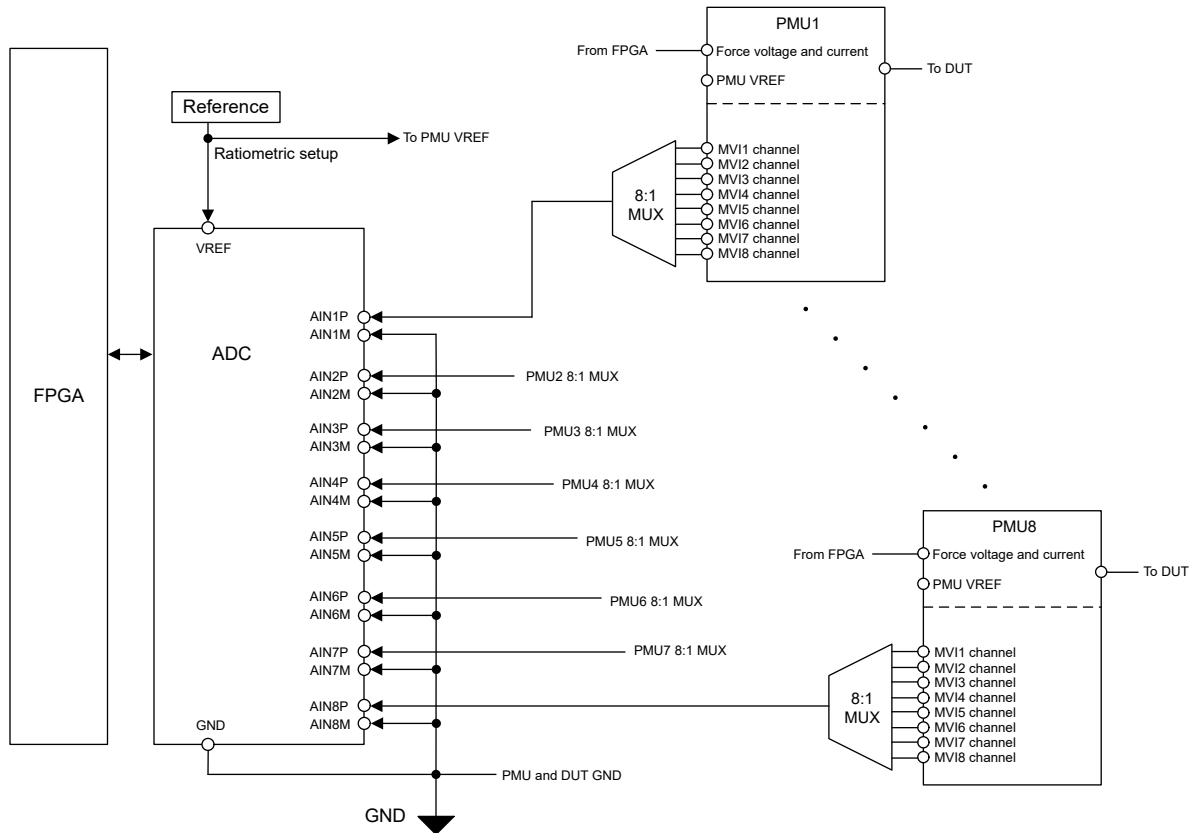 PMU1
From FPGA
Force voltage and current
To DUT
PMU VREF
Reference
To PMU VREF
Ratiometric setup
MVI1 channel
MVI2 channel
MVI3 channel
MVI4 channel
MVI5 channel
MVI6 channel
MVI7 channel
MVI8 channel
8:1
MUX
VREF
FPGA
ADC
AIN1P
AIN1M
AIN2P
PMU2 8:1 MUX
AIN2M
AIN3P
PMU3 8:1 MUX
AIN3M
AIN4P
PMU4 8:1 MUX
AIN4M
AIN5P
PMU5 8:1 MUX
AIN5M
AIN6P
PMU6 8:1 MUX
AIN6M
AIN7P
PMU7 8:1 MUX
AIN7M
AIN8P
AIN8M
GND
PMU and DUT GND
GND
PMU8
From FPGA
Force voltage and current
To DUT
PMU VREF
MVI1 channel
MVI2 channel
MVI3 channel
MVI4 channel
MVI5 channel
MVI6 channel
MVI7 channel
MVI8 channel
8:1
MUX